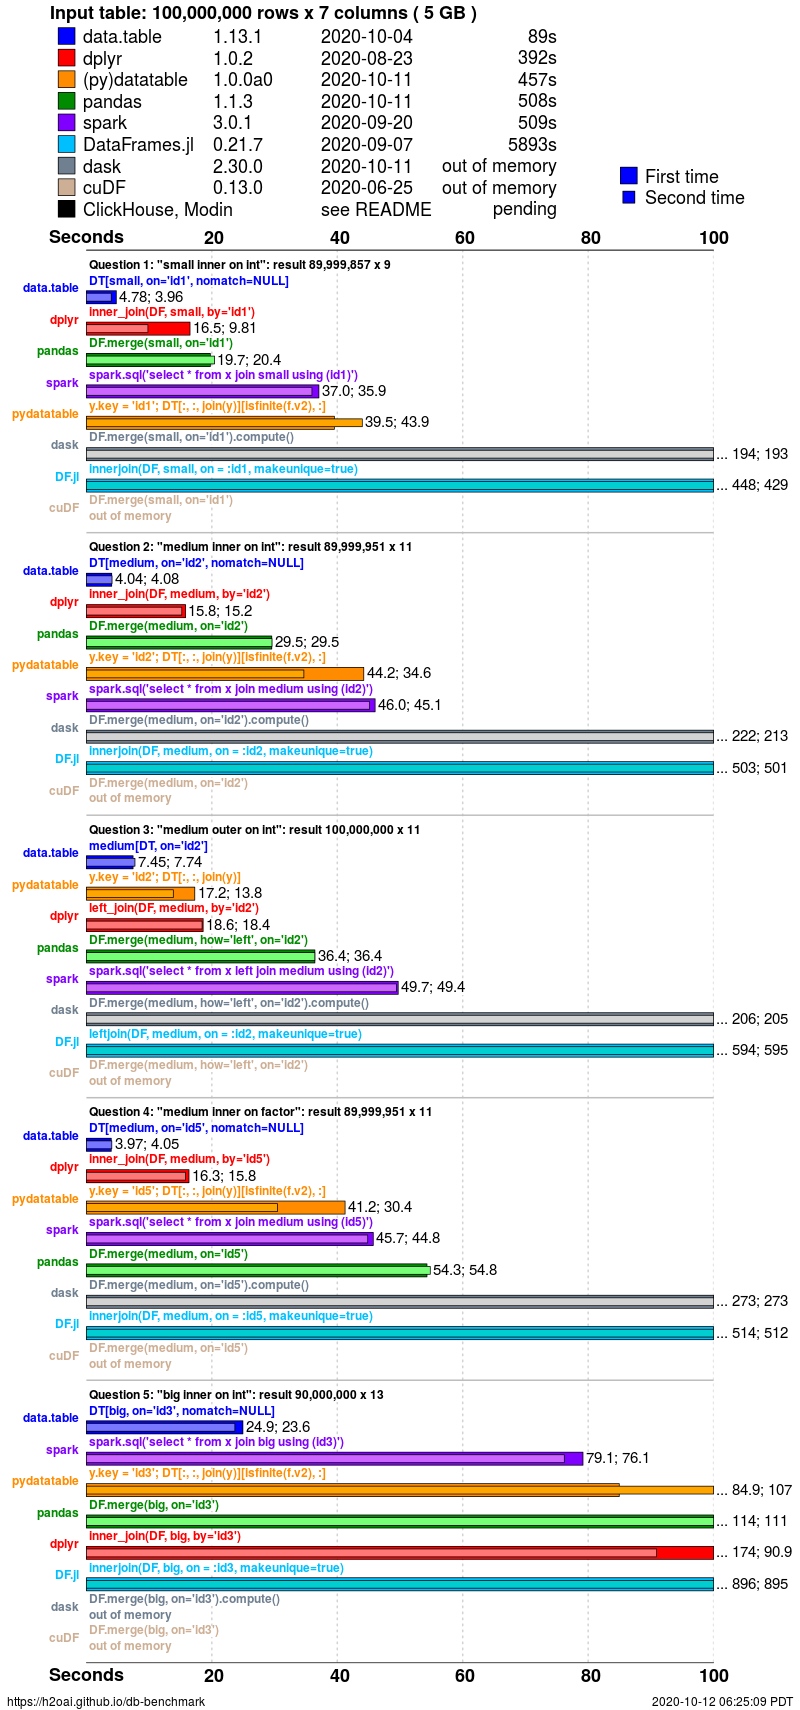 Input table: 100,000,000 rows x 7 columns ( 5 GB )
data.table 1.13.1 2020-10-04 89s
dplyr 1.0.2 2020-08-23 392s
(py)datatable 1.0.0a0 2020-10-11 457s
pandas 1.1.3 2020-10-11 508s
spark 3.0.1 2020-09-20 509s
DataFrames.jl 0.21.7 2020-09-07 5893s
dask 2.30.0 2020-10-11 out of memory
cuDF 0.13.0 2020-06-25 out of memory
ClickHouse, Modin see README pending
First time
Second time
Seconds 20 40 60 80 100
Question 1: "small inner on int": result 89,999,857 x 9
DT[small, on='id1', nomatch=NULL]
data.table 4.78; 3.96
inner_join(DF, small, by='id1')
dplyr 16.5; 9.81
DF.merge(small, on='id1')
pandas 19.7; 20.4
spark.sql('select * from x join small using (id1)')
spark 37.0; 35.9
y.key = 'id1'; DT[:, :, join(y)][isfinite(f.v2), :]
pydatatable 39.5; 43.9
DF.merge(small, on='id1').compute()
dask ... 194; 193
innerjoin(DF, small, on = :id1, makeunique=true)
DF.jl ... 448; 429
DF.merge(small, on='id1')
cuDF out of memory
Question 2: "medium inner on int": result 89,999,951 x 11
DT[medium, on='id2', nomatch=NULL]
data.table 4.04; 4.08
inner_join(DF, medium, by='id2')
dplyr 15.8; 15.2
DF.merge(medium, on='id2')
pandas 29.5; 29.5
y.key = 'id2'; DT[:, :, join(y)][isfinite(f.v2), :]
pydatatable 44.2; 34.6
spark.sql('select * from x join medium using (id2)')
spark 46.0; 45.1
DF.merge(medium, on='id2').compute()
dask ... 222; 213
innerjoin(DF, medium, on = :id2, makeunique=true)
DF.jl ... 503; 501
DF.merge(medium, on='id2')
cuDF out of memory
Question 3: "medium outer on int": result 100,000,000 x 11
medium[DT, on='id2']
data.table 7.45; 7.74
y.key = 'id2'; DT[:, :, join(y)]
pydatatable 17.2; 13.8
left_join(DF, medium, by='id2')
dplyr 18.6; 18.4
DF.merge(medium, how='left', on='id2')
pandas 36.4; 36.4
spark.sql('select * from x left join medium using (id2)')
spark 49.7; 49.4
DF.merge(medium, how='left', on='id2').compute()
dask ... 206; 205
leftjoin(DF, medium, on = :id2, makeunique=true)
DF.jl ... 594; 595
DF.merge(medium, how='left', on='id2')
cuDF out of memory
Question 4: "medium inner on factor": result 89,999,951 x 11
DT[medium, on='id5', nomatch=NULL]
data.table 3.97; 4.05
inner_join(DF, medium, by='id5')
dplyr 16.3; 15.8
y.key = 'id5'; DT[:, :, join(y)][isfinite(f.v2), :]
pydatatable 41.2; 30.4
spark.sql('select * from x join medium using (id5)')
spark 45.7; 44.8
DF.merge(medium, on='id5')
pandas 54.3; 54.8
DF.merge(medium, on='id5').compute()
dask ... 273; 273
innerjoin(DF, medium, on = :id5, makeunique=true)
DF.jl ... 514; 512
DF.merge(medium, on='id5')
cuDF out of memory
Question 5: "big inner on int": result 90,000,000 x 13
DT[big, on='id3', nomatch=NULL]
data.table 24.9; 23.6
spark.sql('select * from x join big using (id3)')
spark 79.1; 76.1
y.key = 'id3'; DT[:, :, join(y)][isfinite(f.v2), :]
pydatatable ... 84.9; 107
DF.merge(big, on='id3')
pandas ... 114; 111
inner_join(DF, big, by='id3')
dplyr ... 174; 90.9
innerjoin(DF, big, on = :id3, makeunique=true)
DF.jl ... 896; 895
DF.merge(big, on='id3').compute()
dask out of memory
DF.merge(big, on='id3')
cuDF out of memory
Seconds 20 40 60 80 100
https://h2oai.github.io/db-benchmark 2020-10-12 06:25:09 PDT